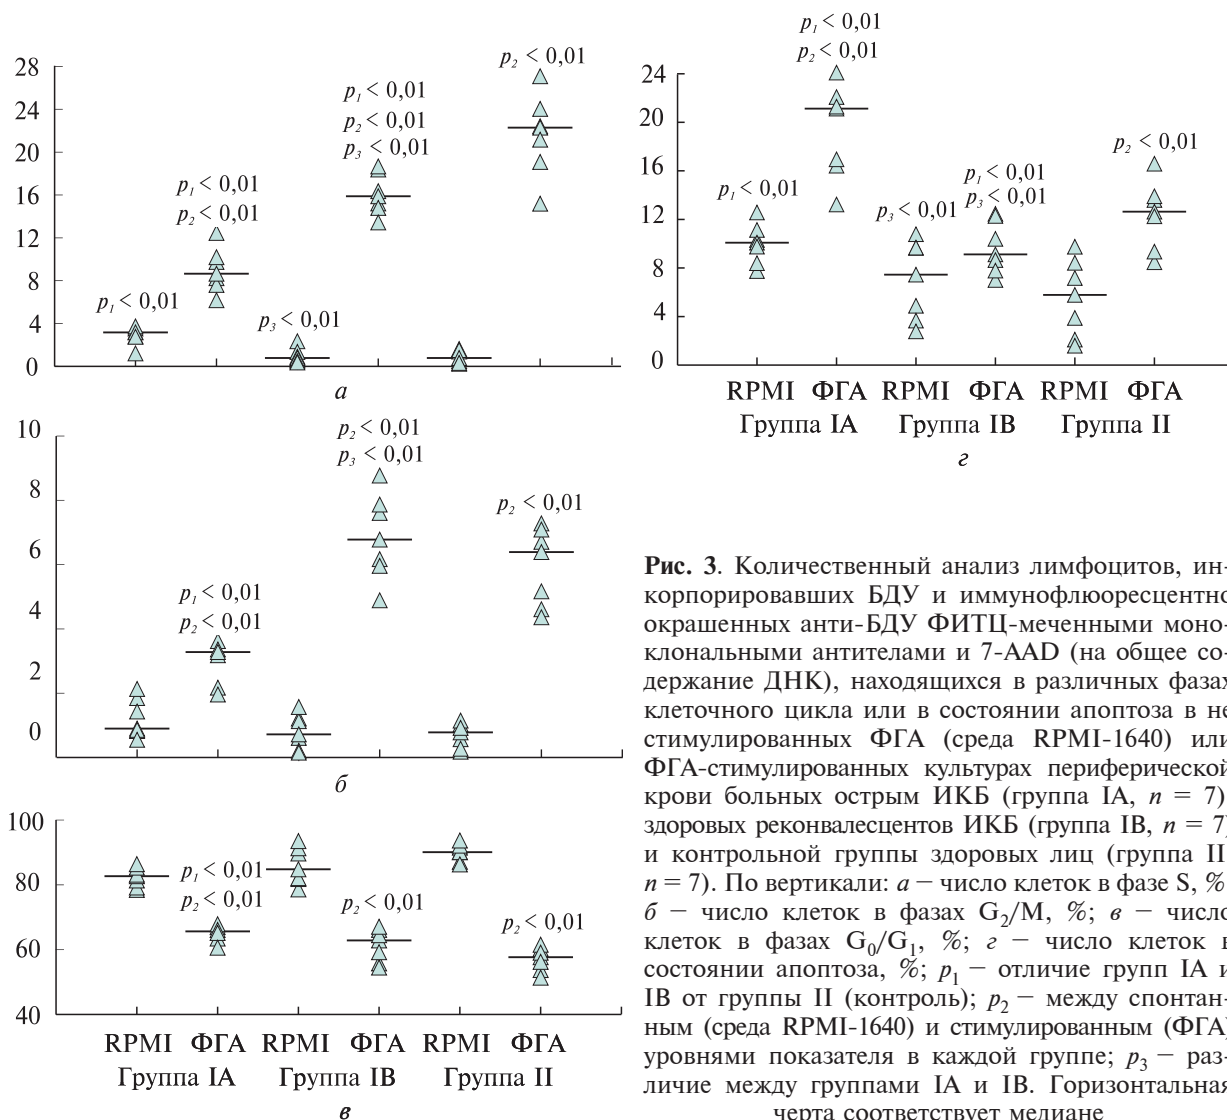 28
24
20
16
12
8
4
0
p1 < 0,01
p1 < 0,01
p2 < 0,01
p3 < 0,01
p1 < 0,01
p2 < 0,01
p3 < 0,01
p2 < 0,01
а
10
8
6
4
2
0
p1 < 0,01
p2 < 0,01
p2 < 0,01
p3 < 0,01
p2 < 0,01
б
100
80
60
40
p1 < 0,01
p2 < 0,01
p2 < 0,01
p2 < 0,01
RPMI ФГА RPMI ФГА RPMI ФГА
Группа IA Группа IB Группа II
в
24
20
16
12
8
4
0
p1 < 0,01
p1 < 0,01
p2 < 0,01
p3 < 0,01
p1 < 0,01
p3 < 0,01
p2 < 0,01
RPMI ФГА RPMI ФГА RPMI ФГА
Группа IA Группа IB Группа II
г
Рис. 3. Количественный анализ лимфоцитов, ин-
корпорировавших БДУ и иммунофлюоресцентно
окрашенных анти-БДУ ФИТЦ-меченными моно-
клональными антителами и 7-AAD (на общее со-
держание ДНК), находящихся в различных фазах
клеточного цикла или в состоянии апоптоза в не
стимулированных ФГА (среда RPMI-1640) или
ФГА-стимулированных культурах периферической
крови больных острым ИКБ (группа IA, n = 7)
здоровых реконвалесцентов ИКБ (группа IB, n = 7)
и контрольной группы здоровых лиц (группа II
n = 7). По вертикали: а – число клеток в фазе S, %
б – число клеток в фазах G2/M, %; в – число
клеток в фазах G0/G1, %; г – число клеток в
состоянии апоптоза, %; p1 – отличие групп IA и
IB от группы II (контроль); p2 – между спонтан-
ным (среда RPMI-1640) и стимулированным (ФГА)
уровнями показателя в каждой группе; p3 – раз-
личие между группами IA и IB. Горизонтальная
черта соответствует медиане